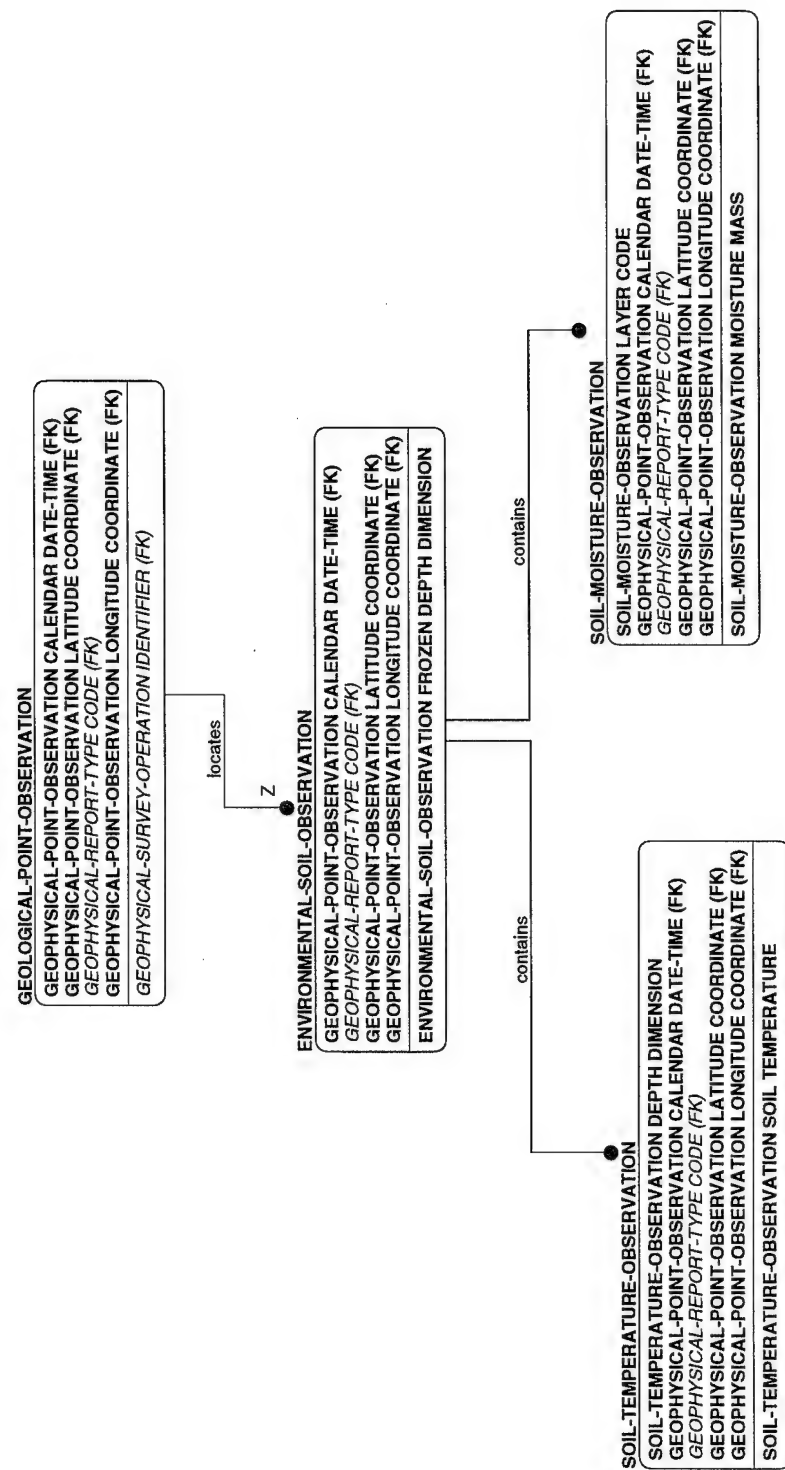 GEOLOGICAL-POINT-OBSERVATION
GEOPHYSICAL-POINT-OBSERVATION CALENDAR DATE-TIME (FK)
GEOPHYSICAL-POINT-OBSERVATION LATITUDE COORDINATE (FK)
GEOPHYSICAL-REPORT-TYPE CODE (FK)
GEOPHYSICAL-POINT-OBSERVATION LONGITUDE COORDINATE (FK)
GEOPHYSICAL-SURVEY-OPERATION IDENTIFIER (FK)
locates
Z
ENVIRONMENTAL-SOIL-OBSERVATION
GEOPHYSICAL-POINT-OBSERVATION CALENDAR DATE-TIME (FK)
GEOPHYSICAL-REPORT-TYPE CODE (FK)
GEOPHYSICAL-POINT-OBSERVATION LATITUDE COORDINATE (FK)
GEOPHYSICAL-POINT-OBSERVATION LONGITUDE COORDINATE (FK)
ENVIRONMENTAL-SOIL-OBSERVATION FROZEN DEPTH DIMENSION
contains
contains
SOIL-TEMPERATURE-OBSERVATION
SOIL-TEMPERATURE-OBSERVATION DEPTH DIMENSION
GEOPHYSICAL-POINT-OBSERVATION CALENDAR DATE-TIME (FK)
GEOPHYSICAL-REPORT-TYPE CODE (FK)
GEOPHYSICAL-POINT-OBSERVATION LATITUDE COORDINATE (FK)
GEOPHYSICAL-POINT-OBSERVATION LONGITUDE COORDINATE (FK)
SOIL-TEMPERATURE-OBSERVATION SOIL TEMPERATURE
SOIL-MOISTURE-OBSERVATION
SOIL-MOISTURE-OBSERVATION LAYER CODE
GEOPHYSICAL-POINT-OBSERVATION CALENDAR DATE-TIME (FK)
GEOPHYSICAL-REPORT-TYPE CODE (FK)
GEOPHYSICAL-POINT-OBSERVATION LATITUDE COORDINATE (FK)
GEOPHYSICAL-POINT-OBSERVATION LONGITUDE COORDINATE (FK)
SOIL-MOISTURE-OBSERVATION MOISTURE MASS